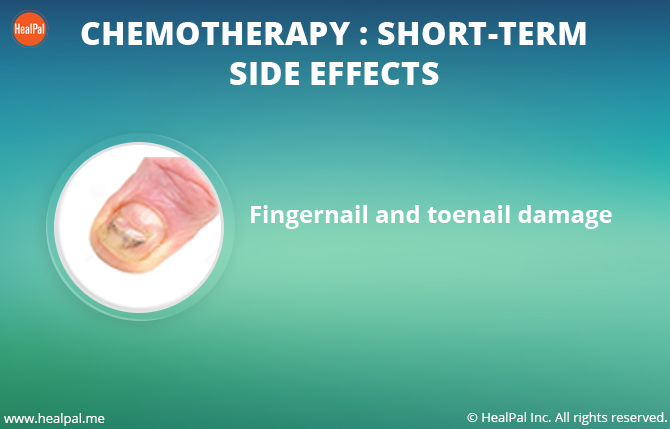 HealPal
CHEMOTHERAPY : SHORT-TERM
SIDE EFFECTS
Fingernail and toenail damage
www.healpal.me
© HealPal Inc. All rights reserved.